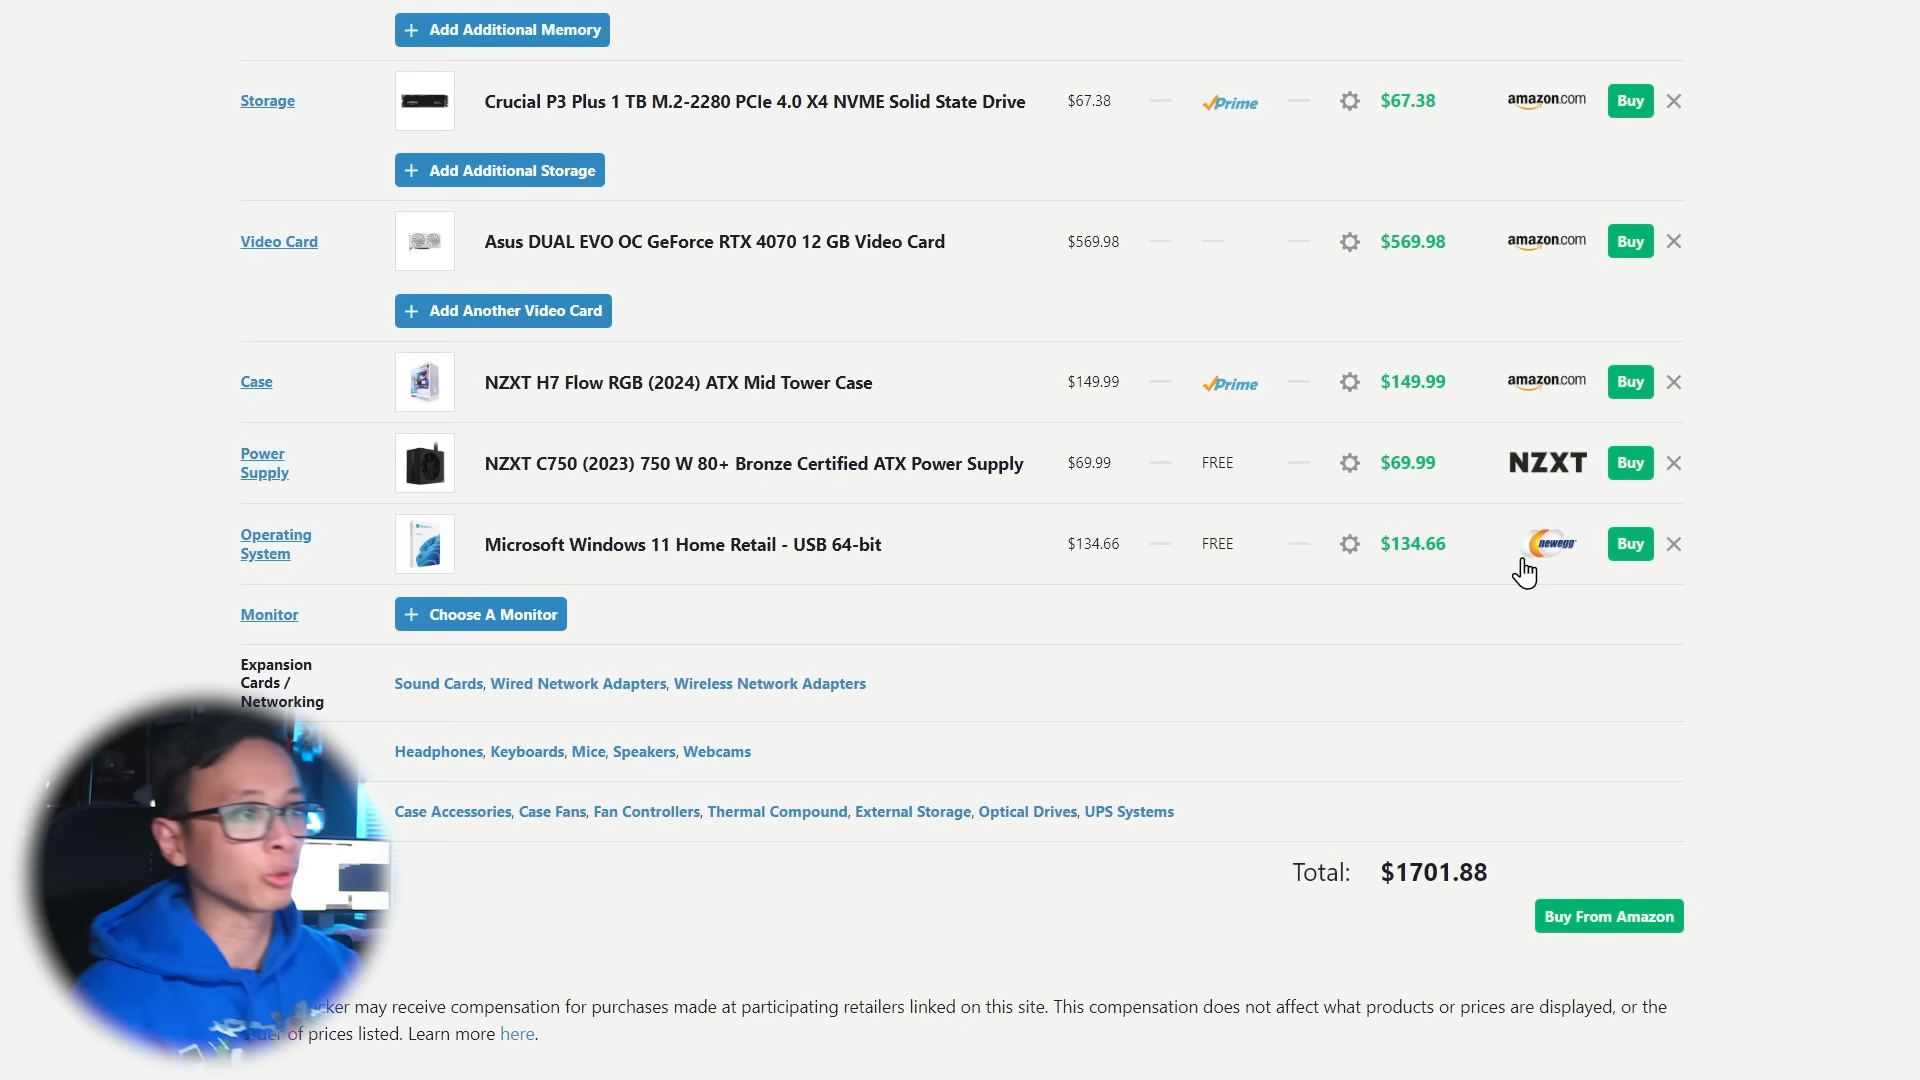 + Add Additional Memory
Storage Crucial P3 Plus 1 TB M.2-2280 PCIe 4.0 X4 NVME Solid State Drive $67.38 Prime $67.38 amazon.com Buy
+ Add Additional Storage
Video Card Asus DUAL EVO OC GeForce RTX 4070 12 GB Video Card $569.98 $569.98 amazon.com Buy
+ Add Another Video Card
Case NZXT H7 Flow RGB (2024) ATX Mid Tower Case $149.99 Prime $149.99 amazon.com Buy
Power
Supply
NZXT C750 (2023) 750 W 80+ Bronze Certified ATX Power Supply $69.99 FREE $69.99 NZXT Buy
Operating
System
Microsoft Windows 11 Home Retail - USB 64-bit $134.66 FREE $134.66 newegg Buy
Monitor + Choose A Monitor
Expansion
Cards /
Networking
Sound Cards, Wired Network Adapters, Wireless Network Adapters
Headphones, Keyboards, Mice, Speakers, Webcams
Case Accessories, Case Fans, Fan Controllers, Thermal Compound, External Storage, Optical Drives, UPS Systems
Total: $1701.88
Buy From Amazon
may receive compensation for purchases made at participating retailers linked on this site. This compensation does not affect what products or prices are displayed, or the
of prices listed. Learn more here.